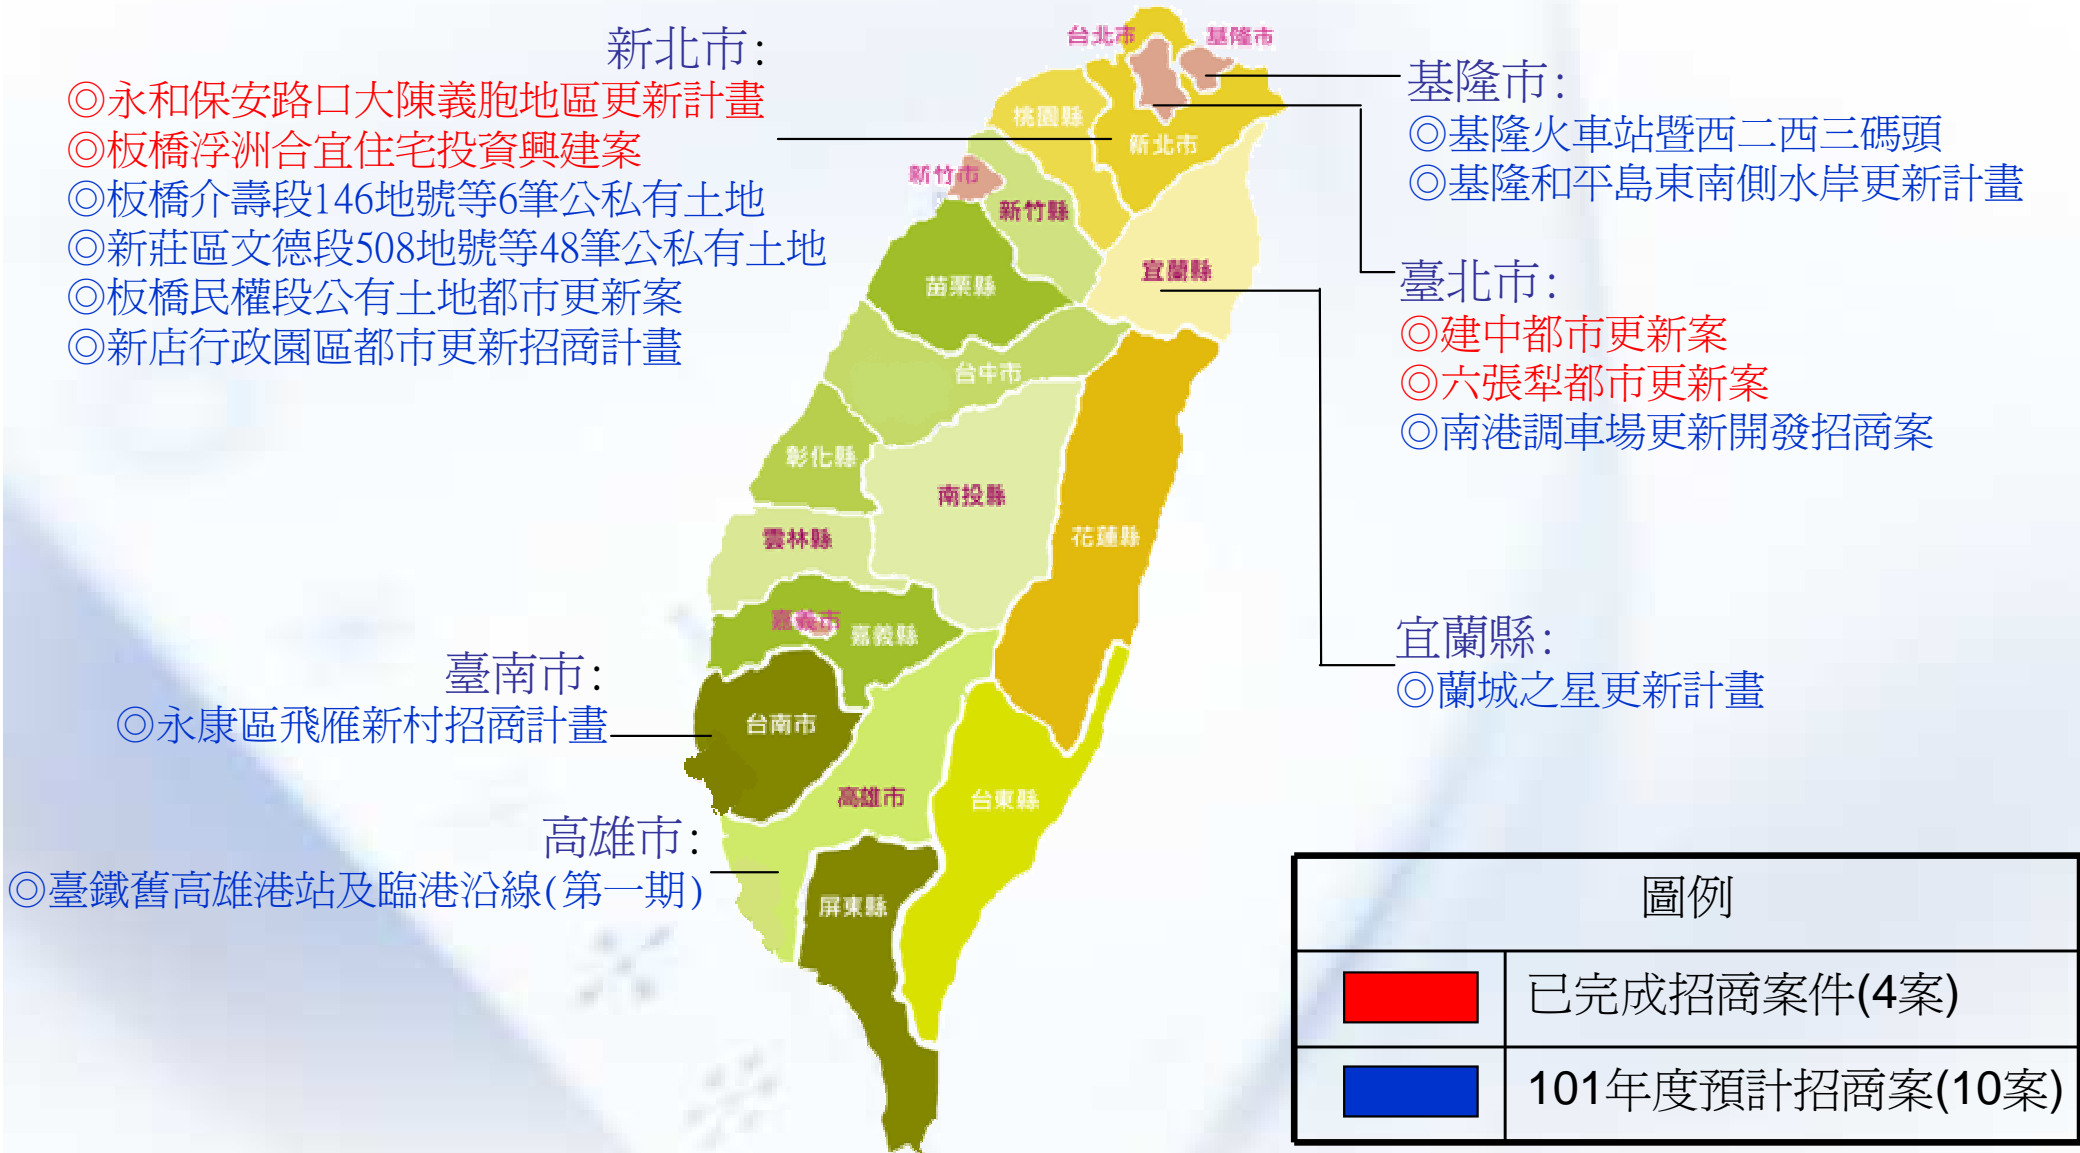 新北市:
◎永和保安路口大陳義胞地區更新計畫
◎板橋浮洲合宜住宅投資興建案
◎板橋介壽段146地號等6筆公私有土地
◎新莊區文德段508地號等48筆公私有土地
◎板橋民權段公有土地都市更新案
◎新店行政園區都市更新招商計畫
基隆市:
◎基隆火車站暨西二西三碼頭
◎基隆和平島東南側水岸更新計畫
臺北市:
◎建中都市更新案
◎六張犁都市更新案
◎南港調車場更新開發招商案
宜蘭縣:
◎蘭城之星更新計畫
臺南市:
◎永康區飛雁新村招商計畫
高雄市:
◎臺鐵舊高雄港站及臨港沿線(第一期)
台北市
基隆市
桃園縣
新北市
新竹市
新竹縣
宜蘭縣
苗栗縣
台中市
彰化縣
南投縣
雲林縣
花蓮縣
嘉義市
嘉義縣
台南市
高雄市
台東縣
屏東縣
圖例
已完成招商案件(4案)
101年度預計招商案(10案)